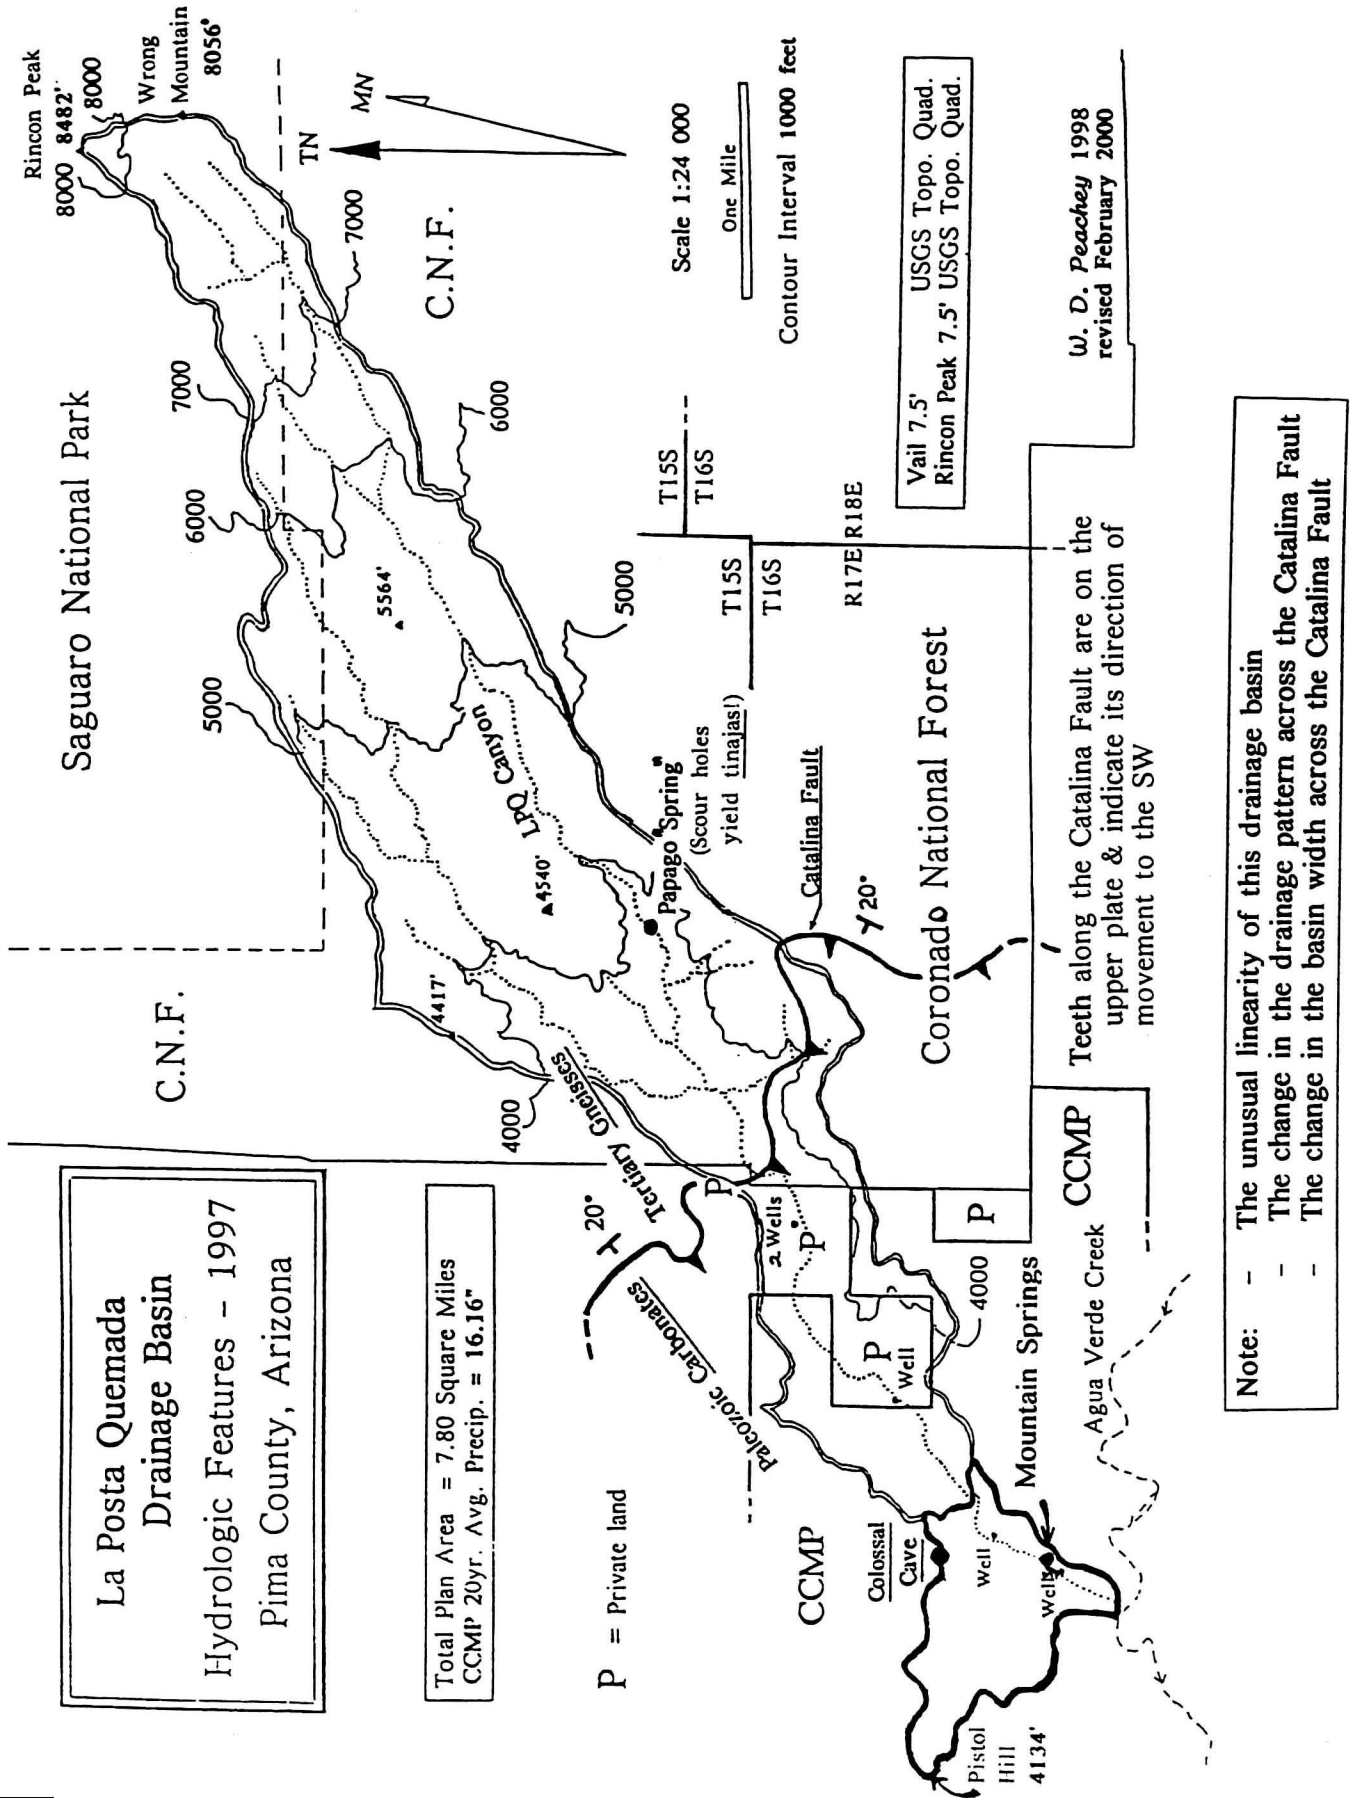 La Posta Quemada
Drainage Basin
Hydrologic Features - 1997
Pima County, Arizona
Total Plan Area = 7.80 Square Miles
CCMP 20yr. Avg. Precip. = 16.16"
P = Private land
Saguaro National Park
C.N.F.
Rincon Peak
8482'
8000
8000
Wrong
Mountain
8056'
7000
7000
6000
6000
5000
5000
5564'
LPQ Canyon
4540'
4417'
4000
C.N.F.
TN
MN
Scale 1:24 000
One Mile
Contour Interval 1000 feet
Vail 7.5' USGS Topo. Quad.
Rincon Peak 7.5' USGS Topo. Quad.
W. D. Peachey 1998
revised February 2000
T15S
T16S
T15S
T16S
R17E R18E
Papago "Spring"
(Scour holes
yield tinajas!)
Catalina Fault
20°
Coronado National Forest
Teeth along the Catalina Fault are on the
upper plate & indicate its direction of
movement to the SW
20°
Tertiary Gneisses
Paleozoic Carbonates
P
2 Wells
P
P
Well
P
4000
CCMP
CCMP
Colossal
Cave
Well
Wells
Mountain Springs
Agua Verde Creek
Pistol
Hill
4134'
Note: - The unusual linearity of this drainage basin
- The change in the drainage pattern across the Catalina Fault
- The change in the basin width across the Catalina Fault